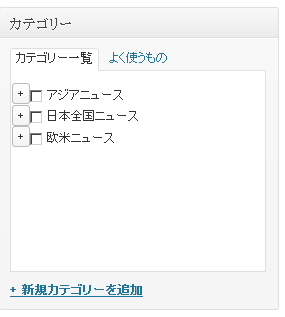 カテゴリー
カテゴリー一覧 よく使うもの
+ アジアニュース
+ 日本全国ニュース
+ 欧米ニュース
+ 新規カテゴリーを追加